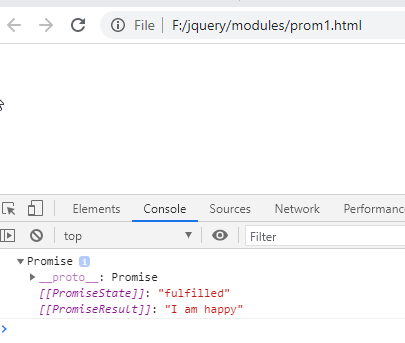 File F:/jquery/modules/prom1.html
Elements Console Sources Network Performance
top Filter
Promise i
__proto__: Promise
[[PromiseState]]: "fulfilled"
[[PromiseResult]]: "I am happy"